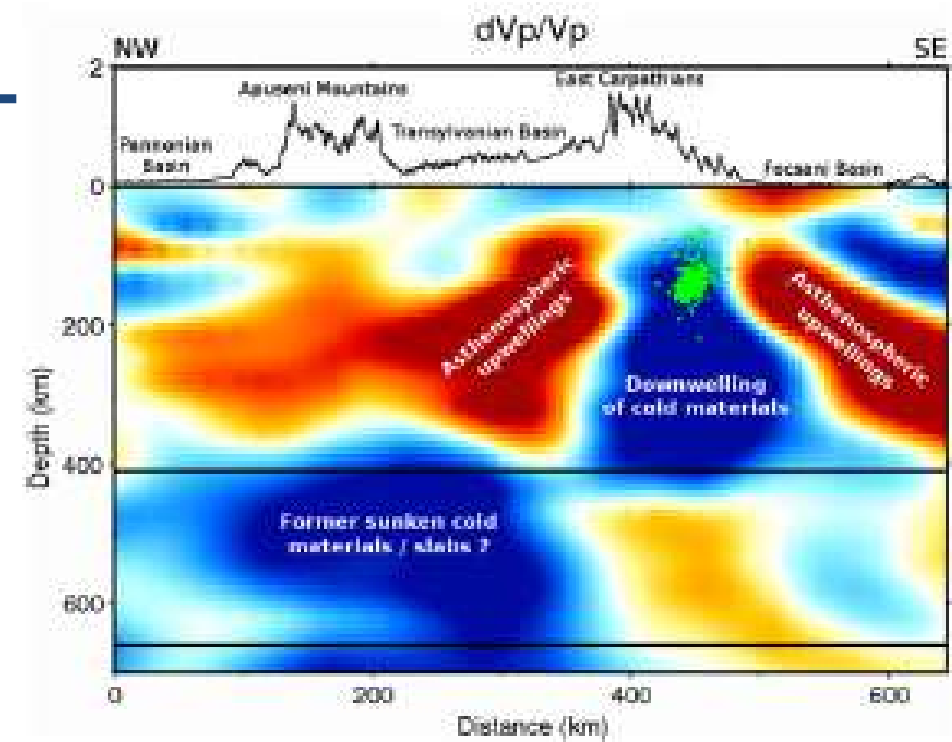 dVp/Vp
NW
SE
2
Apuseni Mountains
East Carpathians
Pannonian
Basin
Transylvanian Basin
Focsani Basin
0
Asthenospheric
upwellings
Asthenospheric
upwellings
200
Downwelling
of cold materials
Depth (km)
400
Former sunken cold
materials / slabs ?
600
0
200
400
600
Distance (km)